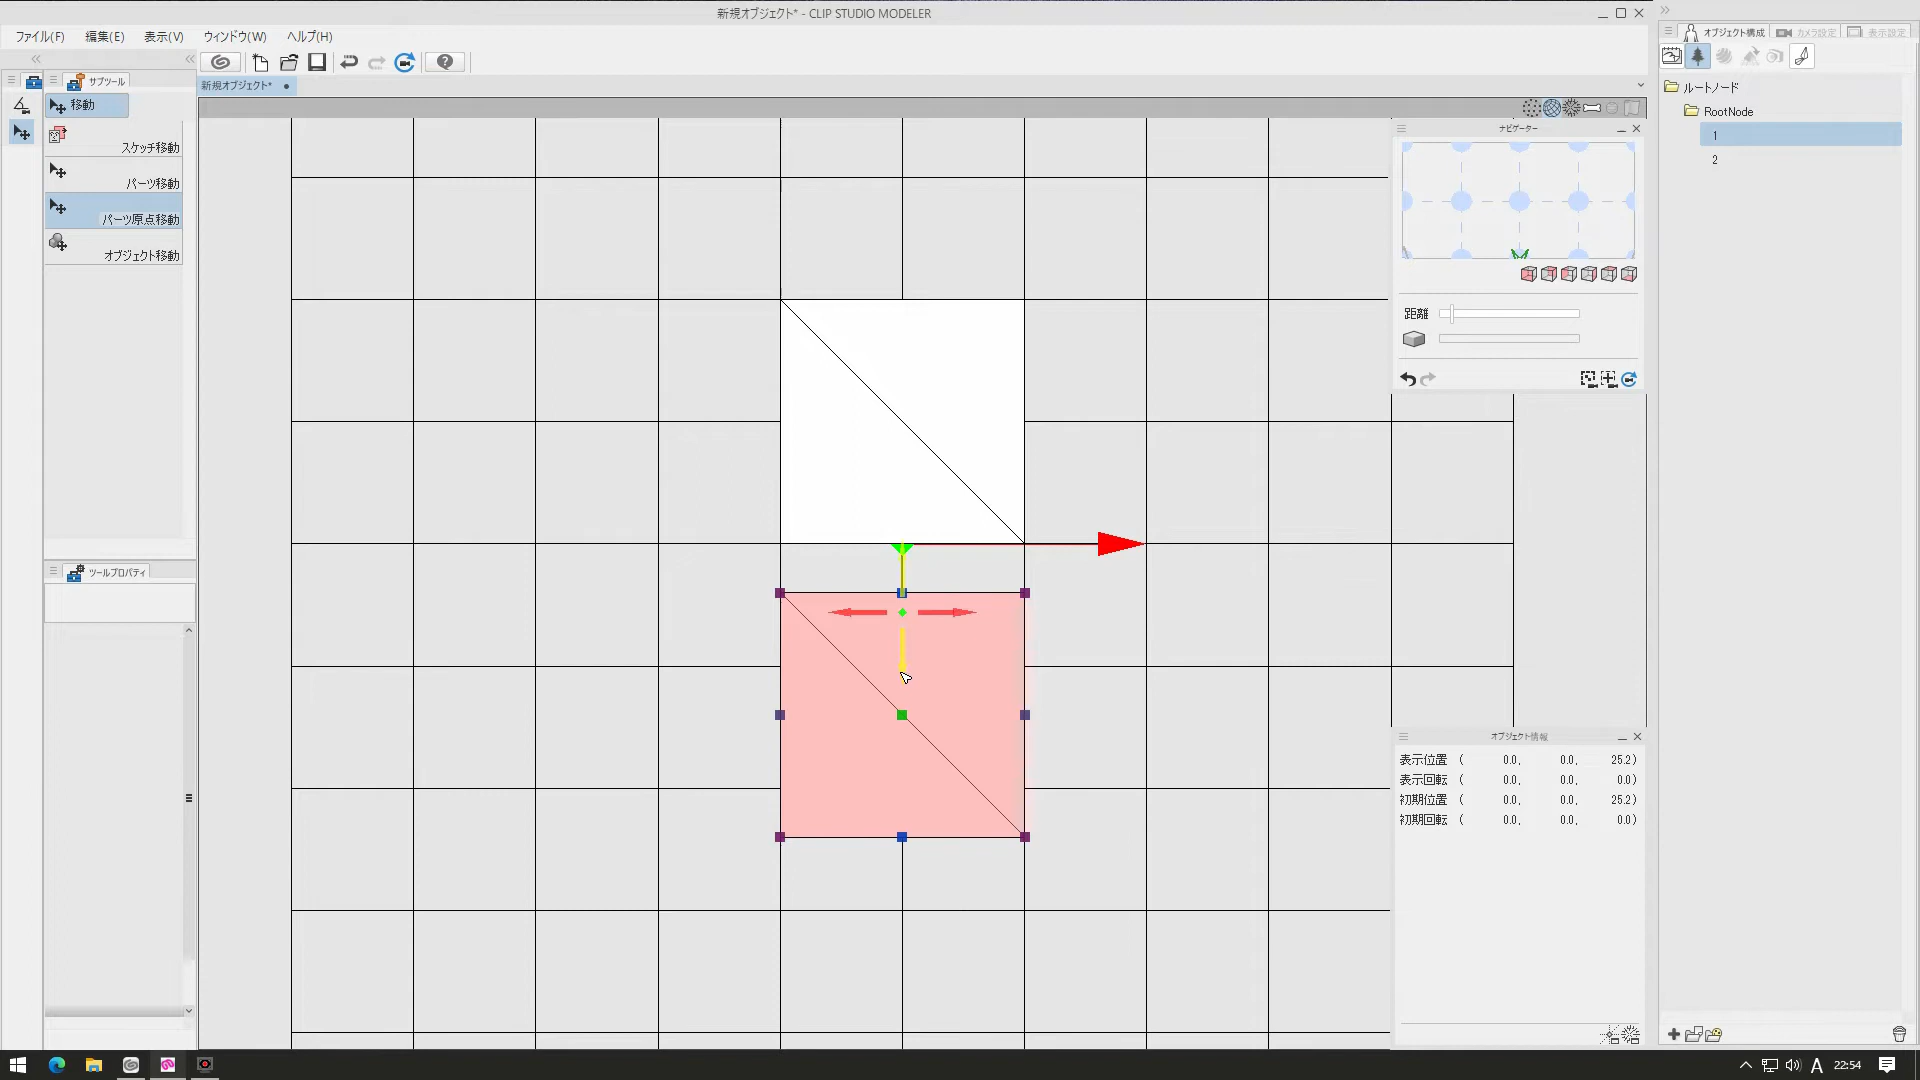 新規オブジェクト* - CLIP STUDIO MODELER
ファイル(F) 編集(E) 表示(V) ウィンドウ(W) ヘルプ(H)
サブツール
新規オブジェクト*
移動
スケッチ移動
パーツ移動
パーツ原点移動
オブジェクト移動
ツールプロパティ
ナビゲーター
距離
オブジェクト情報
表示位置 ( 0.0, 0.0, 25.2)
表示回転 ( 0.0, 0.0, 0.0)
初期位置 ( 0.0, 0.0, 25.2)
初期回転 ( 0.0, 0.0, 0.0)
オブジェクト構成 カメラ設定 表示設定
ルートノード
RootNode
1
2
A 22:54